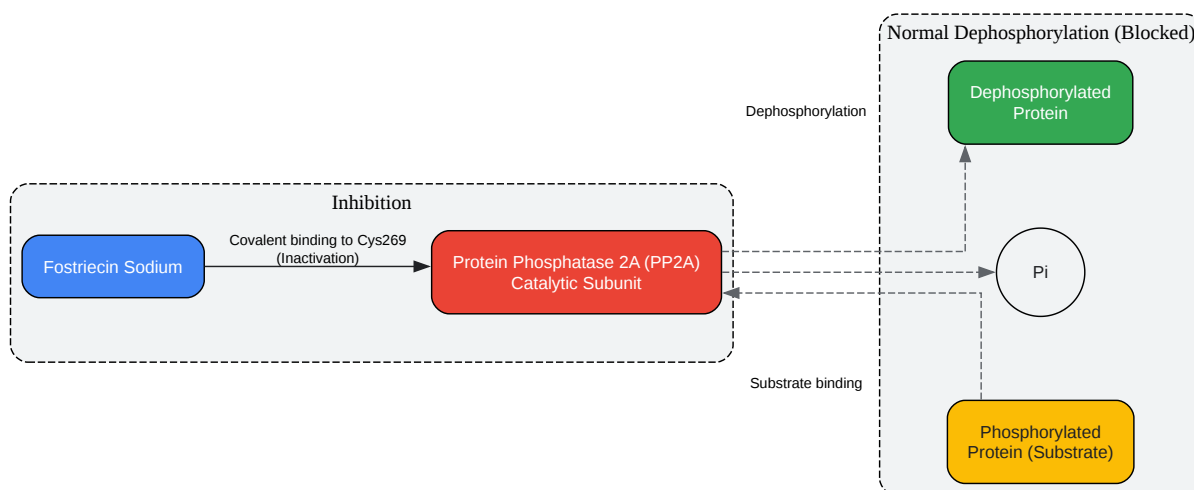 Normal Dephosphorylation (Blocked)
Dephosphorylated
Protein
Dephosphorylation
Inhibition
Covalent binding to Cys269
(Inactivation)
Fostriecin Sodium
Protein Phosphatase 2A (PP2A)
Catalytic Subunit
Pi
Substrate binding
Phosphorylated
Protein (Substrate)